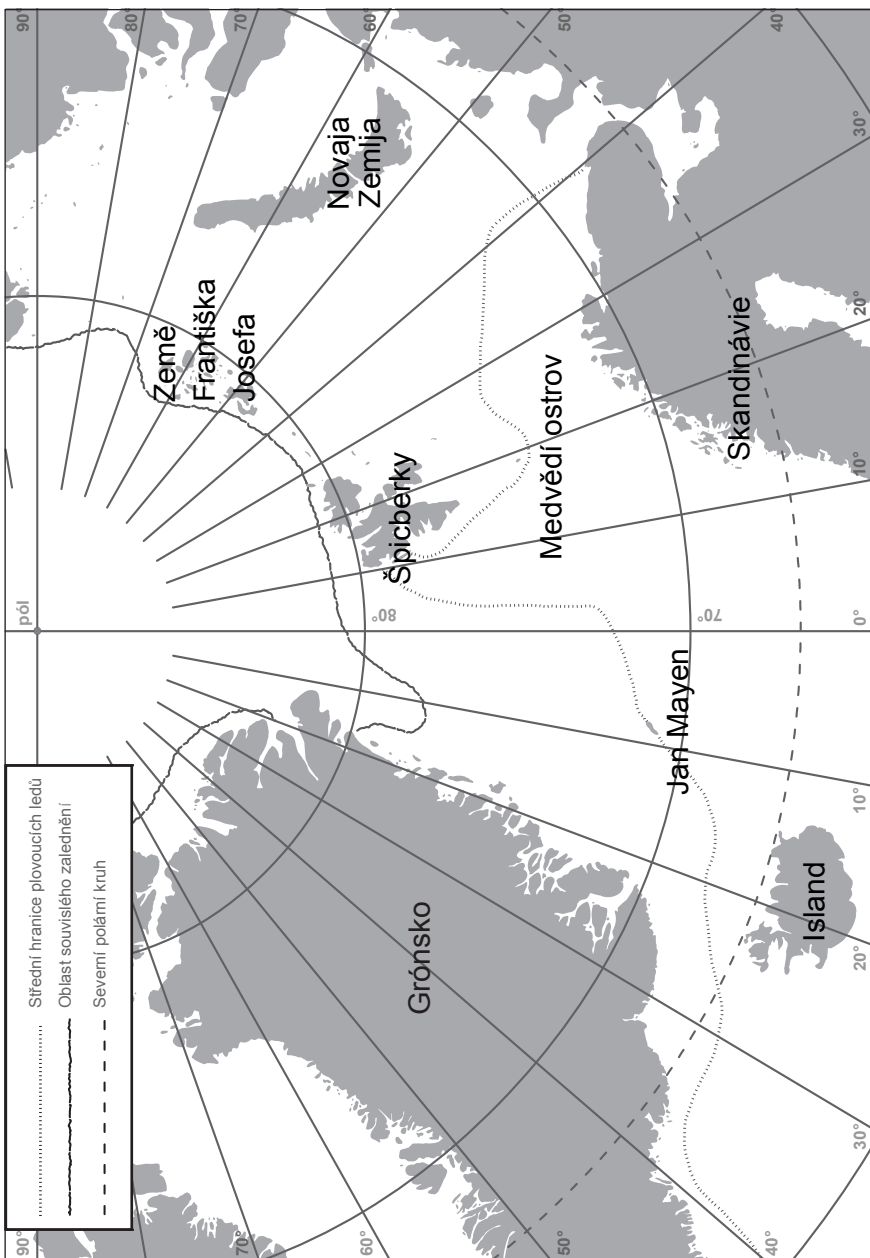 Střední hranice plovoucích ledů
Oblast souvislého zalednění
Severní polární kruh
pól
90°
80°
70°
60°
50°
40°
30°
20°
10°
0°
10°
20°
30°
40°
50°
60°
70°
80°
90°
80°
70°
Země
Františka
Josefa
Novaja
Zemlja
Špicberky
Medvědí ostrov
Skandinávie
Jan Mayen
Grónsko
Island